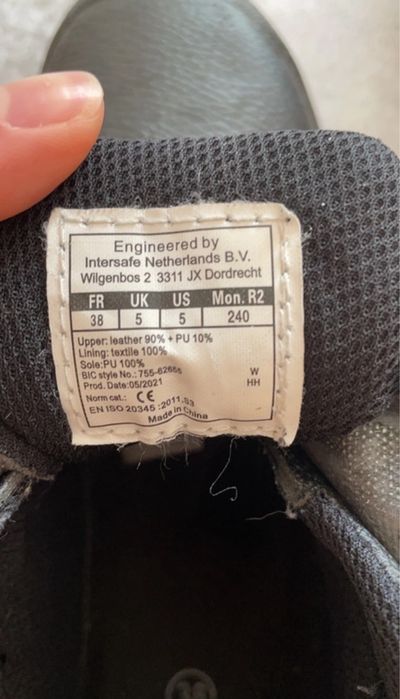 Engineered by
Intersafe Netherlands B.V.
Wilgenbos 2 3311 JX Dordrecht
FR UK US Mon. R2
38 5 5 240
Upper: leather 90% + PU 10%
Lining: textile 100%
Sole:PU 100%
BIC style No.: 755-62655 W
Prod. Date:05/2021 HH
Norm cat.: CE
EN ISO 20345 :2011.S3
Made in China